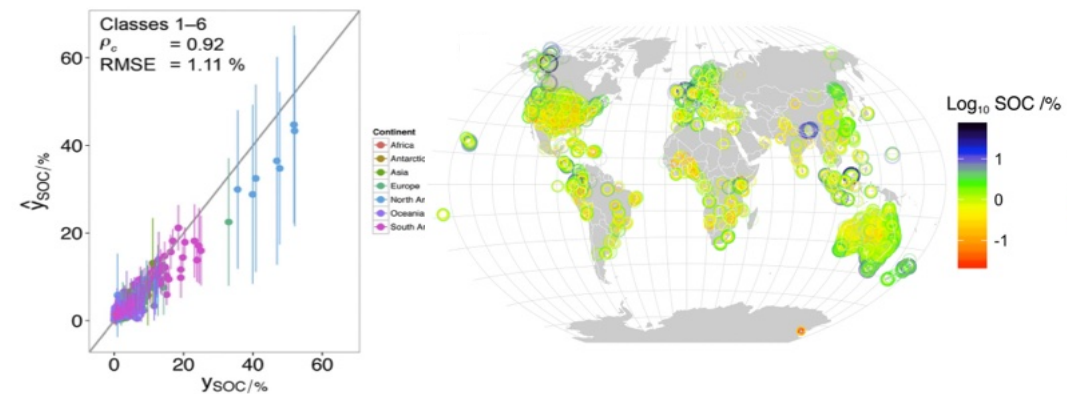 Classes 1–6
ρc = 0.92
RMSE = 1.11 %
60
40
20
0
ŷSOC/%
0 20 40 60
ySOC/%
Continent
Africa
Antarctic
Asia
Europe
North Ar
Oceania
South Ar
Log10 SOC /%
1
0
-1